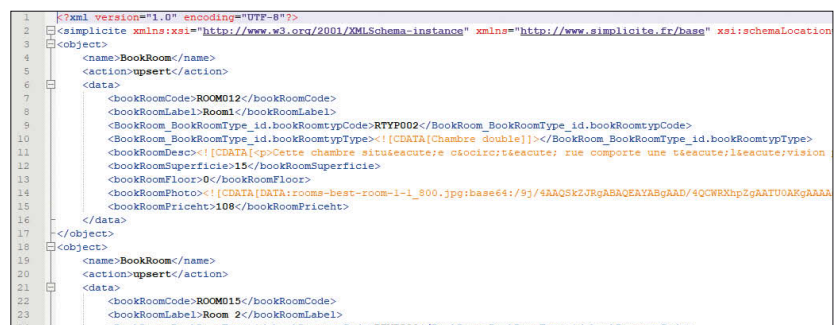 1 <?xml version="1.0" encoding="UTF-8"?>
2 <simplicite xmlns:xsi="http://www.w3.org/2001/XMLSchema-instance" xmlns="http://www.simplicite.fr/base" xsi:schemaLocation
3 <object>
4 <name>BookRoom</name>
5 <action>upsert</action>
6 <data>
7 <bookRoomCode>ROOM012</bookRoomCode>
8 <bookRoomLabel>Room1</bookRoomLabel>
9 <BookRoom_BookRoomType_id.bookRoomtypCode>RTYP002</BookRoom_BookRoomType_id.bookRoomtypCode>
10 <BookRoom_BookRoomType_id.bookRoomtypType><![CDATA[Chambre double]]></BookRoom_BookRoomType_id.bookRoomtypType>
11 <bookRoomDesc><![CDATA[<p>Cette chambre situ&eacute;e c&ocirc;t&eacute; rue comporte une t&eacute;l&eacute;vision
12 <bookRoomSuperficie>15</bookRoomSuperficie>
13 <bookRoomFloor>0</bookRoomFloor>
14 <bookRoomPhoto><![CDATA[DATA:rooms-best-room-1-1_800.jpg:base64:/9j/4AAQSkZJRgABAQEAYABgAAD/4QCWRXhpZgAATU0AKgAAAA
15 <bookRoomPriceht>108</bookRoomPriceht>
16 </data>
17 </object>
18 <object>
19 <name>BookRoom</name>
20 <action>upsert</action>
21 <data>
22 <bookRoomCode>ROOM015</bookRoomCode>
23 <bookRoomLabel>Room 2</bookRoomLabel>